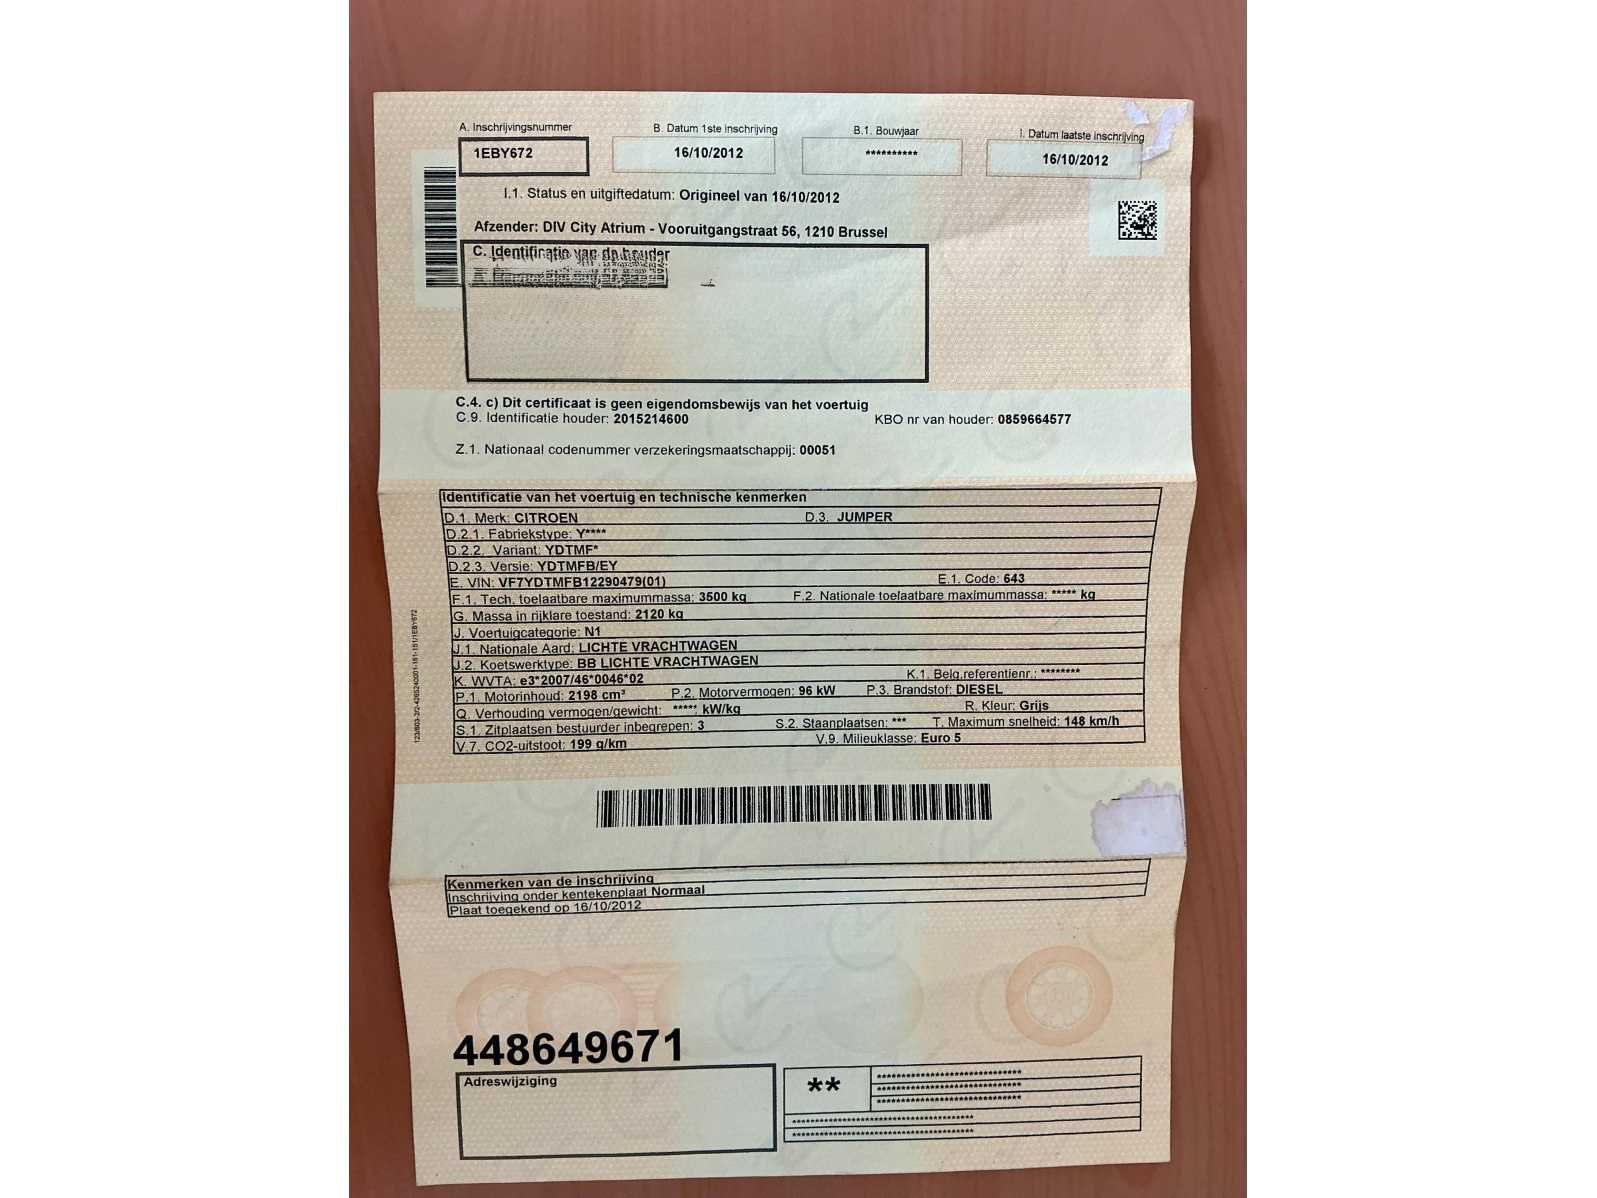 A. Inschrijvingsnummer B. Datum 1ste inschrijving B.1. Bouwjaar I. Datum laatste inschrijving
1EBY672 16/10/2012 ********** 16/10/2012
I.1. Status en uitgiftedatum: Origineel van 16/10/2012
Afzender: DIV City Atrium - Vooruitgangstraat 56, 1210 Brussel
C. Identificatie van de houder
C.4. c) Dit certificaat is geen eigendomsbewijs van het voertuig
C.9. Identificatie houder: 2015214600 KBO nr van houder: 0859664577
Z.1. Nationaal codenummer verzekeringsmaatschappij: 00051
Identificatie van het voertuig en technische kenmerken
D.1. Merk: CITROEN D.3. JUMPER
D.2.1. Fabriekstype: Y****
D.2.2. Variant: YDTMF*
D.2.3. Versie: YDTMFB/EY
E. VIN: VF7YDTMFB12290479(01) E.1. Code: 643
F.1. Tech. toelaatbare maximummassa: 3500 kg F.2. Nationale toelaatbare maximummassa: ***** kg
G. Massa in rijklare toestand: 2120 kg
J. Voertuigcategorie: N1
J.1. Nationale Aard: LICHTE VRACHTWAGEN
J.2. Koetswerktype: BB LICHTE VRACHTWAGEN
K. WVTA: e3*2007/46*0046*02 K.1. Belg.referentienr.: ********
P.1. Motorinhoud: 2198 cm³ P.2. Motorvermogen: 96 kW P.3. Brandstof: DIESEL
Q. Verhouding vermogen/gewicht: ***** kW/kg R. Kleur: Grijs
S.1. Zitplaatsen bestuurder inbegrepen: 3 S.2. Staanplaatsen: *** T. Maximum snelheid: 148 km/h
V.7. CO2-uitstoot: 199 g/km V.9. Milieuklasse: Euro 5
Kenmerken van de inschrijving
Inschrijving onder kentekenplaat Normaal
Plaat toegekend op 16/10/2012
448649671
Adreswijziging
**
******************************
******************************
******************************
**************************************
**************************************